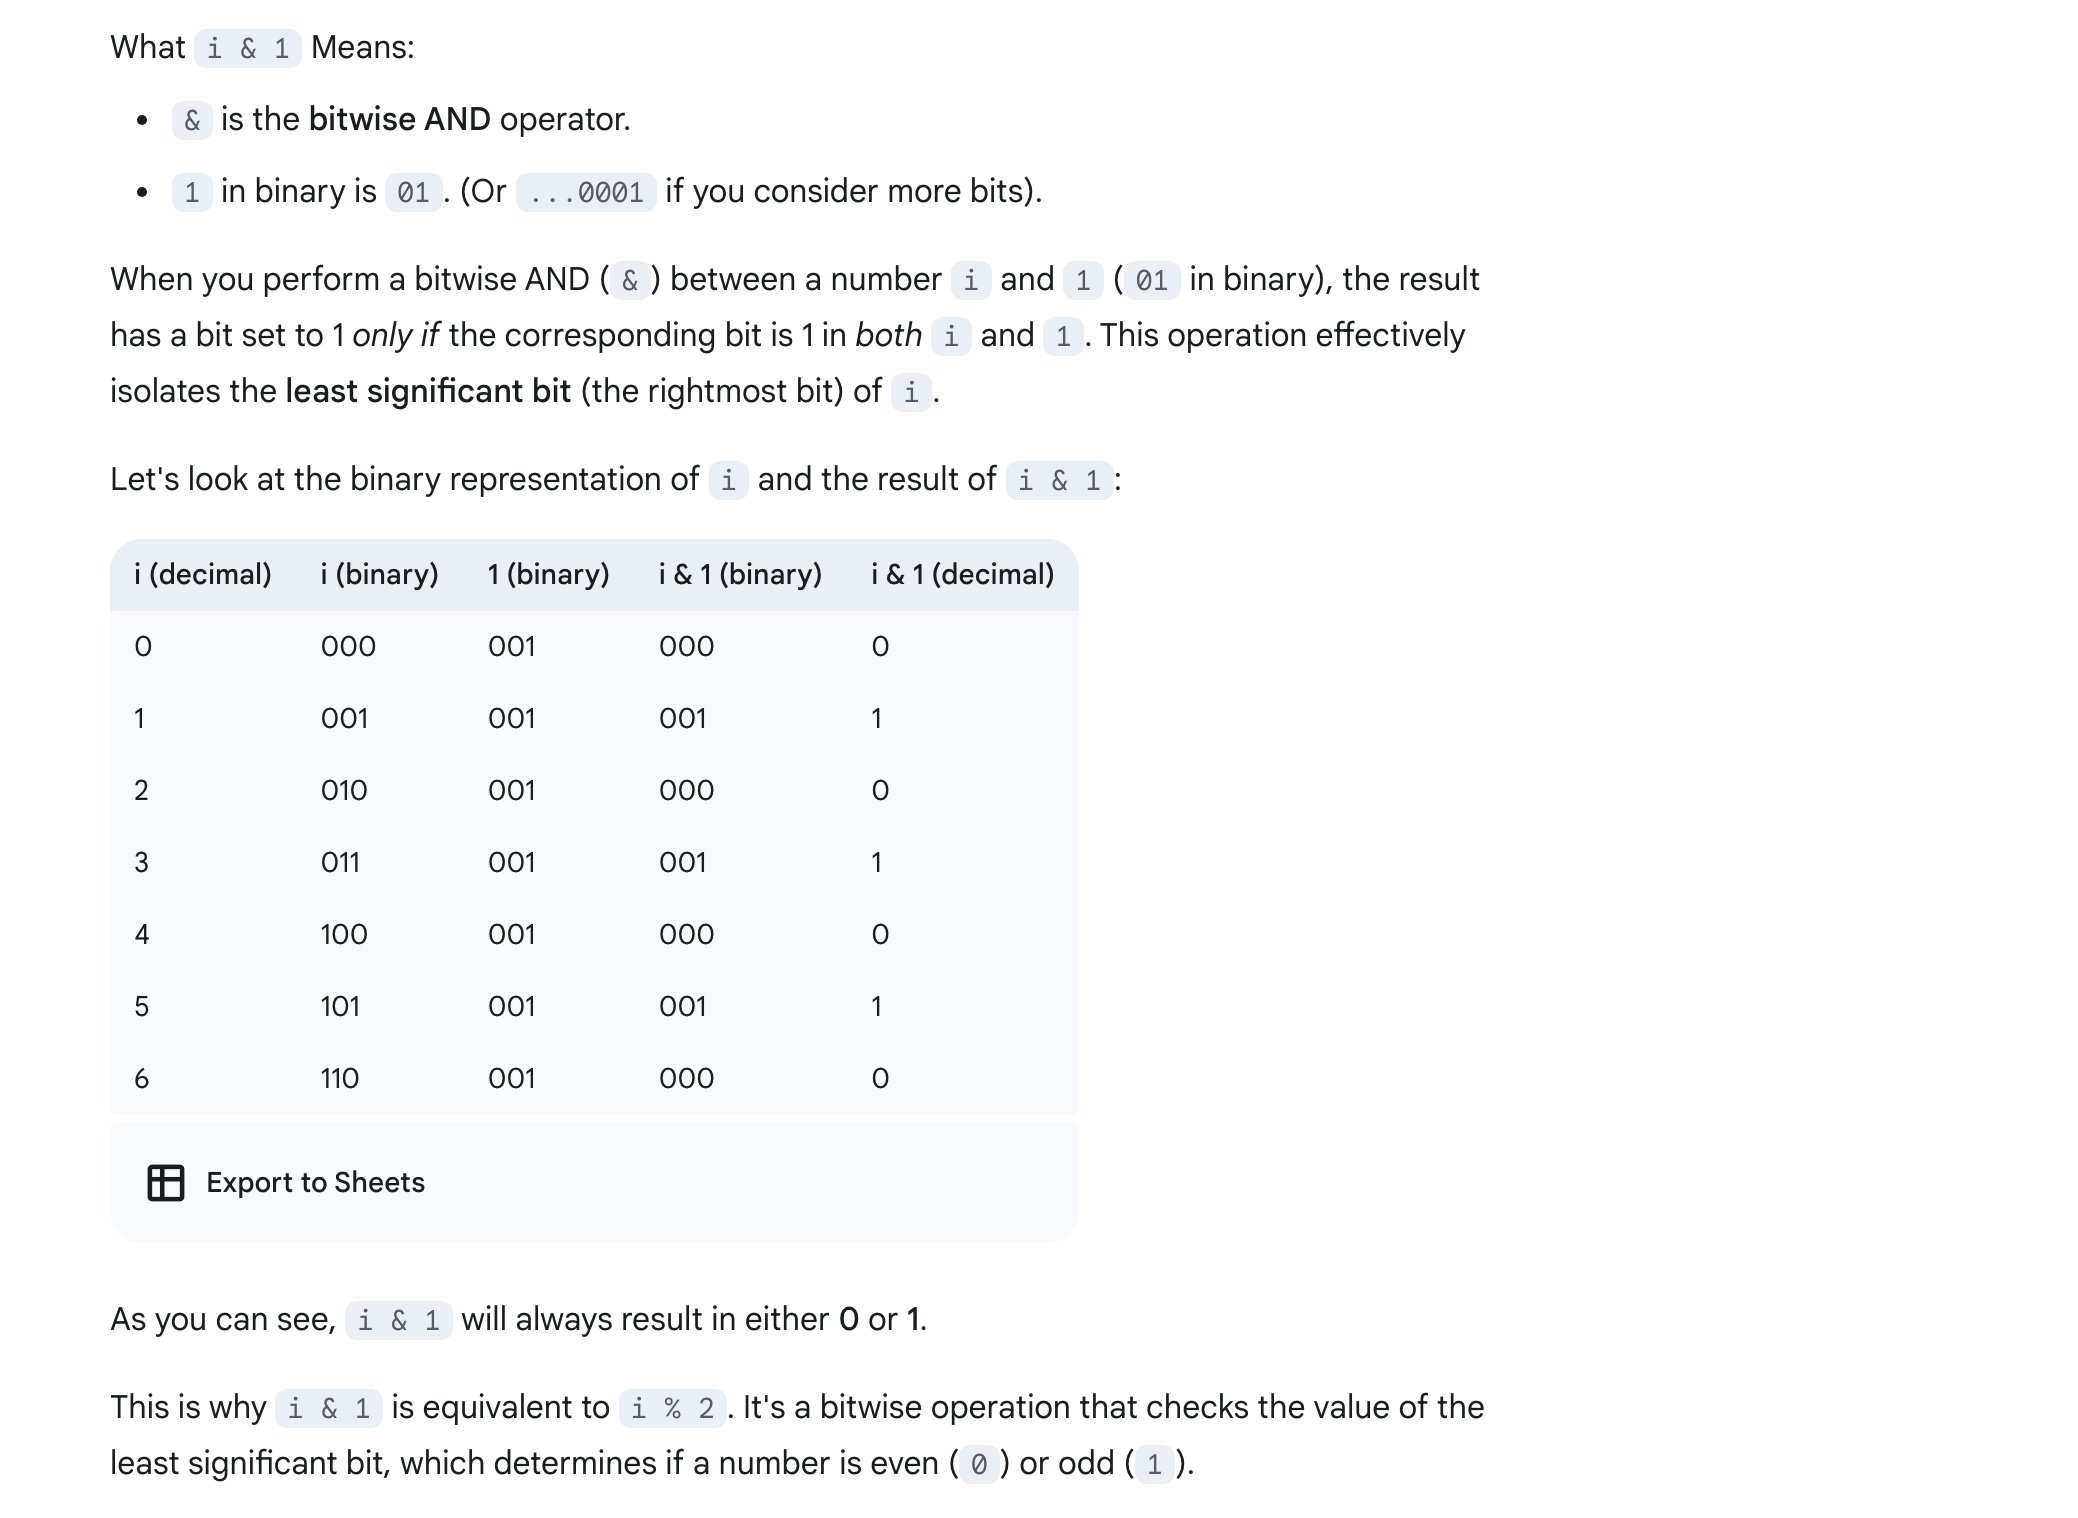 What i & 1 Means:
• & is the bitwise AND operator.
• 1 in binary is 01. (Or ...0001 if you consider more bits).
When you perform a bitwise AND (&) between a number i and 1 (01 in binary), the result
has a bit set to 1 only if the corresponding bit is 1 in both i and 1. This operation effectively
isolates the least significant bit (the rightmost bit) of i.
Let's look at the binary representation of i and the result of i & 1:
i (decimal) i (binary) 1 (binary) i & 1 (binary) i & 1 (decimal)
0 000 001 000 0
1 001 001 001 1
2 010 001 000 0
3 011 001 001 1
4 100 001 000 0
5 101 001 001 1
6 110 001 000 0
Export to Sheets
As you can see, i & 1 will always result in either 0 or 1.
This is why i & 1 is equivalent to i % 2. It's a bitwise operation that checks the value of the
least significant bit, which determines if a number is even (0) or odd (1).